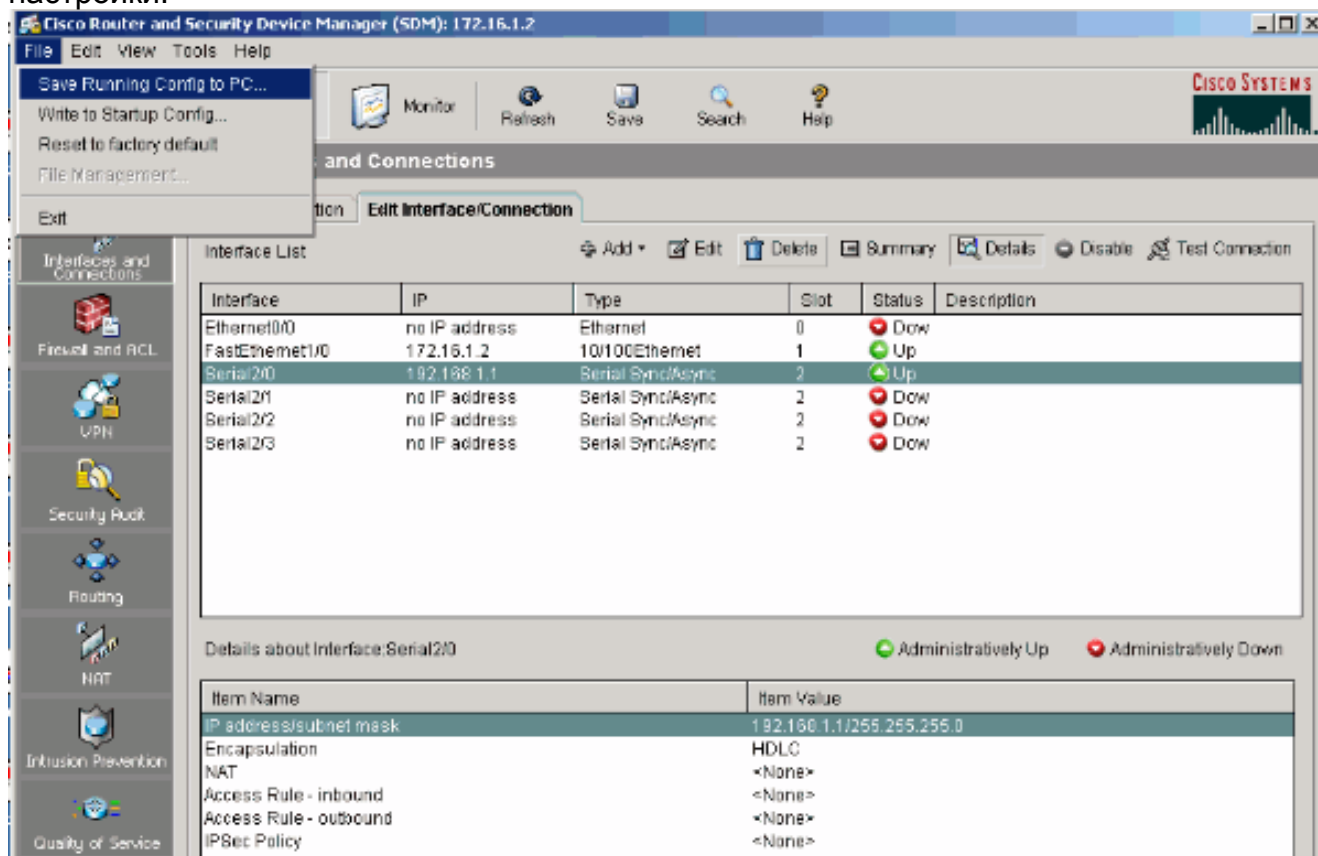 настройки.
Cisco Router and Security Device Manager (SDM): 172.16.1.2
File Edit View Tools Help
Save Running Config to PC...
Write to Startup Config...
Reset to factory default
File Management...
Exit
Monitor Refresh Save Search Help
CISCO SYSTEMS
and Connections
tion Edit Interface/Connection
Interfaces and Connections
Firewall and ACL
VPN
Security Audit
Routing
NAT
Intrusion Prevention
Quality of Service
Interface List Add Edit Delete Summary Details Disable Test Connection
Interface IP Type Slot Status Description
Ethernet0/0 no IP address Ethernet 0 Dow
FastEthernet1/0 172.16.1.2 10/100Ethernet 1 Up
Serial2/0 192.168.1.1 Serial Sync/Async 2 Up
Serial2/1 no IP address Serial Sync/Async 2 Dow
Serial2/2 no IP address Serial Sync/Async 2 Dow
Serial2/3 no IP address Serial Sync/Async 2 Dow
Details about Interface:Serial2/0 Administratively Up Administratively Down
Item Name Item Value
IP address/subnet mask 192.168.1.1/255.255.255.0
Encapsulation HDLC
NAT <None>
Access Rule - inbound <None>
Access Rule - outbound <None>
IPSec Policy <None>